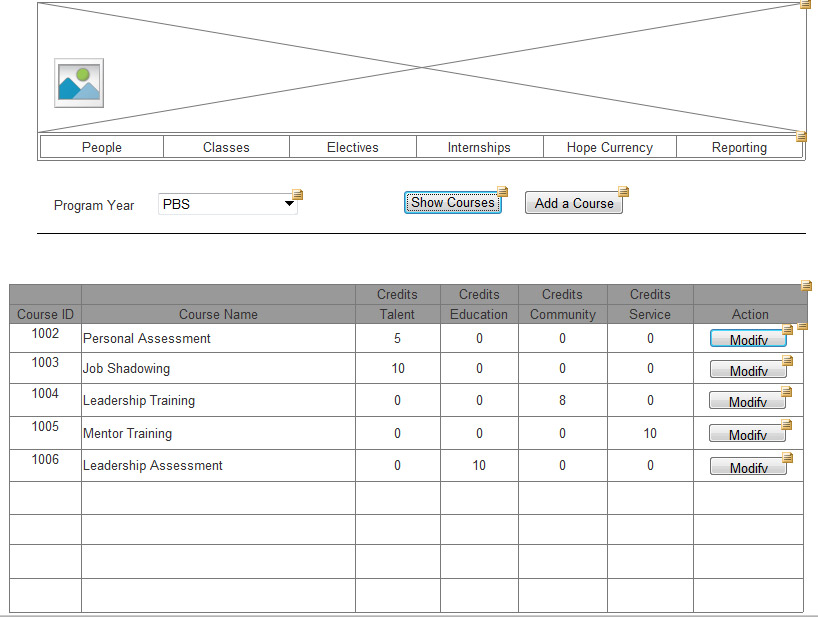 People Classes Electives Internships Hope Currency Reporting
Program Year PBS Show Courses Add a Course
Credits Credits Credits Credits
Course ID Course Name Talent Education Community Service Action
1002 Personal Assessment 5 0 0 0 Modify
1003 Job Shadowing 10 0 0 0 Modify
1004 Leadership Training 0 0 8 0 Modify
1005 Mentor Training 0 0 0 10 Modify
1006 Leadership Assessment 0 10 0 0 Modify